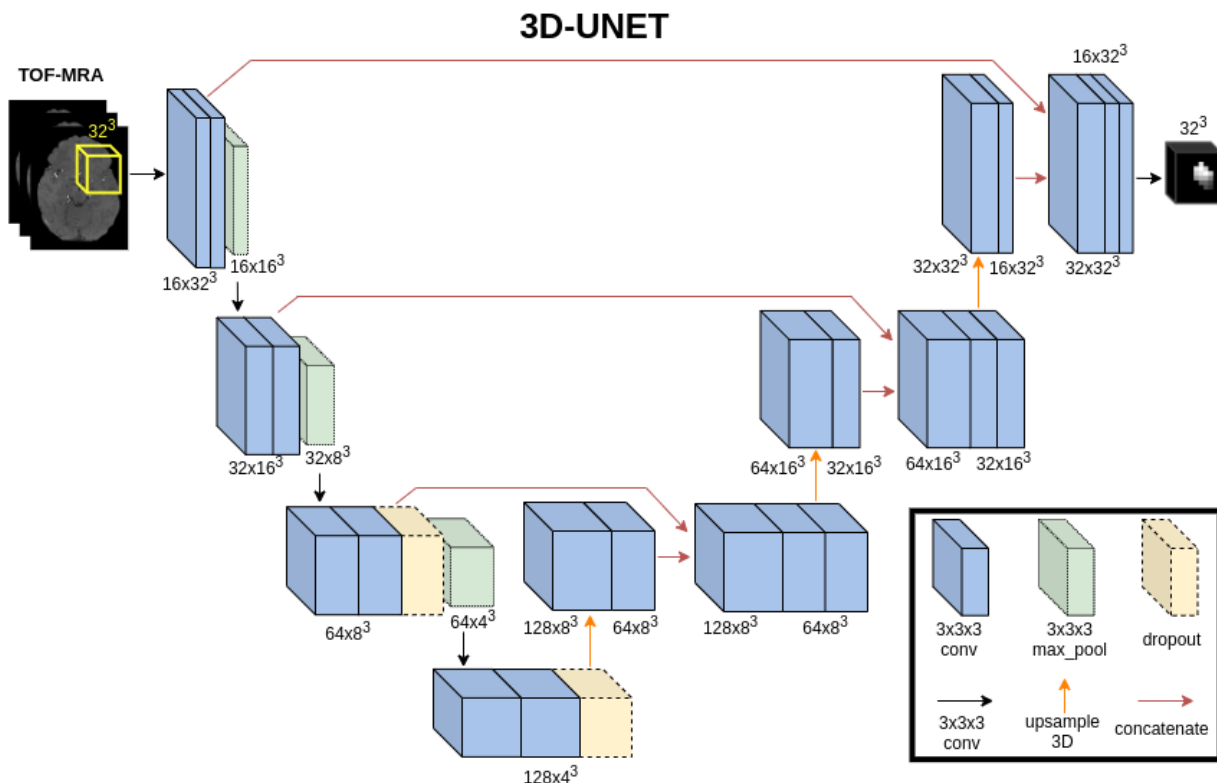 3D-UNET
TOF-MRA
32³
16x32³
16x16³
32x16³
32x8³
64x8³
64x4³
128x4³
128x8³
64x8³
128x8³
64x8³
64x16³
32x16³
64x16³
32x16³
32x32³
16x32³
32x32³
16x32³
32³
3x3x3
conv
3x3x3
max_pool
dropout
3x3x3
conv
upsample
3D
concatenate